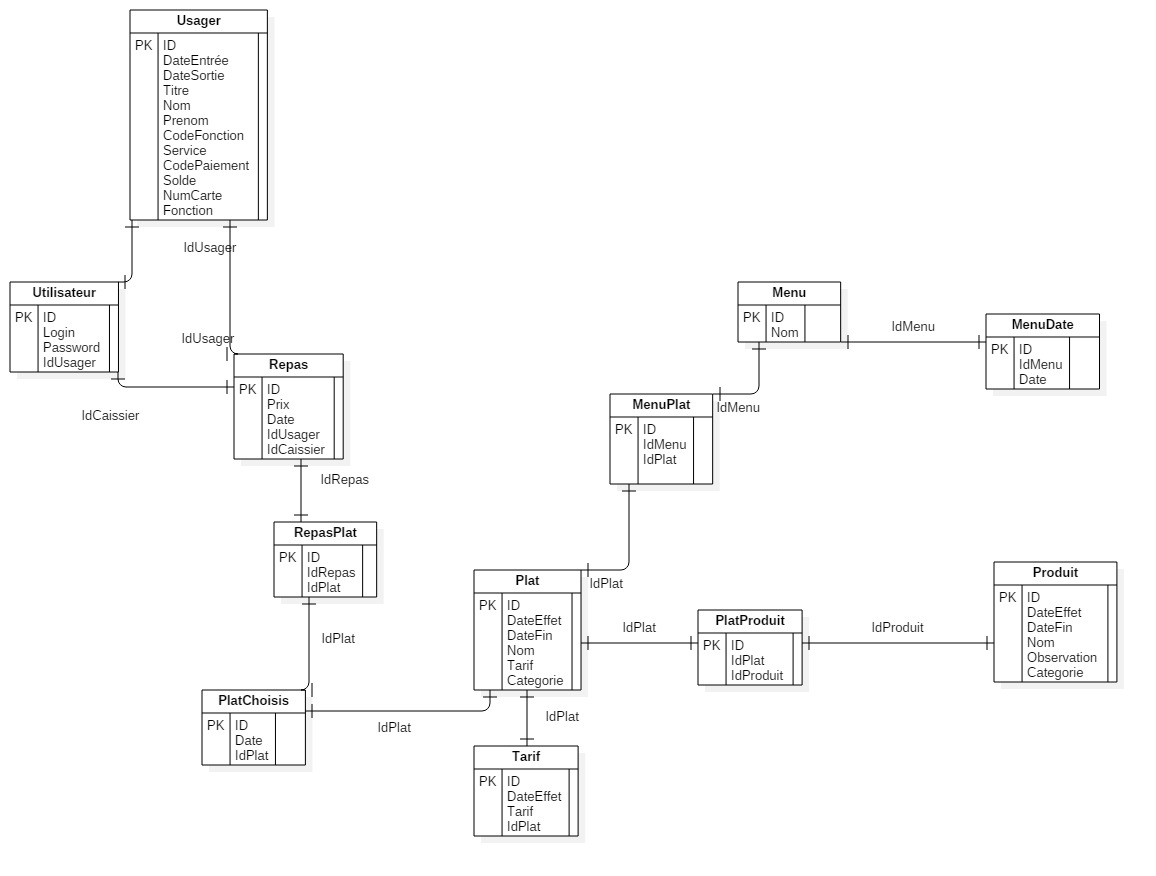 Usager
PK ID
DateEntrée
DateSortie
Titre
Nom
Prenom
CodeFonction
Service
CodePaiement
Solde
NumCarte
Fonction
IdUsager
Utilisateur
PK ID
Login
Password
IdUsager
IdUsager
IdCaissier
Repas
PK ID
Prix
Date
IdUsager
IdCaissier
IdRepas
RepasPlat
PK ID
IdRepas
IdPlat
IdPlat
PlatChoisis
PK ID
Date
IdPlat
IdPlat
Menu
PK ID
Nom
IdMenu
MenuDate
PK ID
IdMenu
Date
IdMenu
MenuPlat
PK ID
IdMenu
IdPlat
IdPlat
Plat
PK ID
DateEffet
DateFin
Nom
Tarif
Categorie
IdPlat
PlatProduit
PK ID
IdPlat
IdProduit
IdProduit
Produit
PK ID
DateEffet
DateFin
Nom
Observation
Categorie
IdPlat
Tarif
PK ID
DateEffet
Tarif
IdPlat